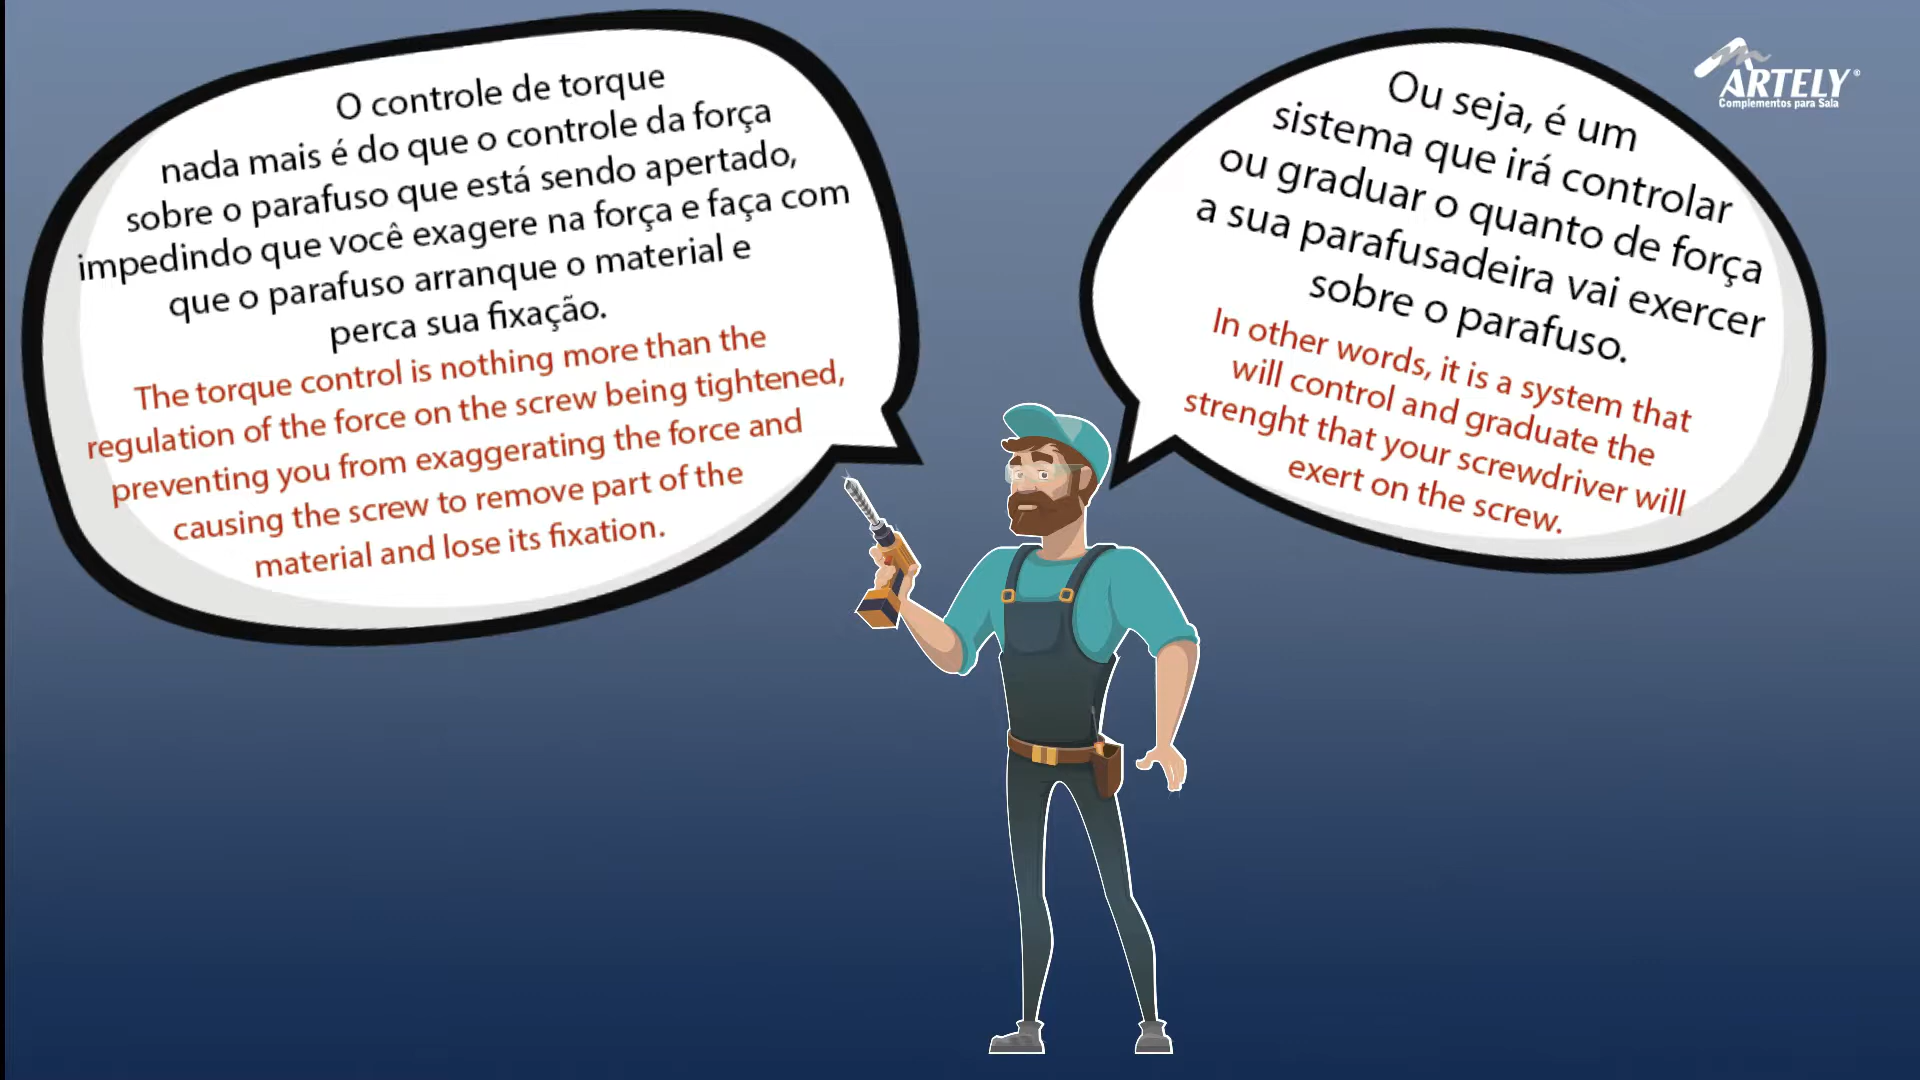 O controle de torque
nada mais é do que o controle da força
sobre o parafuso que está sendo apertado,
impedindo que você exagere na força e faça com
que o parafuso arranque o material e
perca sua fixação.
The torque control is nothing more than the
regulation of the force on the screw being tightened,
preventing you from exaggerating the force and
causing the screw to remove part of the
material and lose its fixation.
Ou seja, é um
sistema que irá controlar
ou graduar o quanto de força
a sua parafusadeira vai exercer
sobre o parafuso.
In other words, it is a system that
will control and graduate the
strenght that your screwdriver will
exert on the screw.
ARTELY®
Complementos para Sala